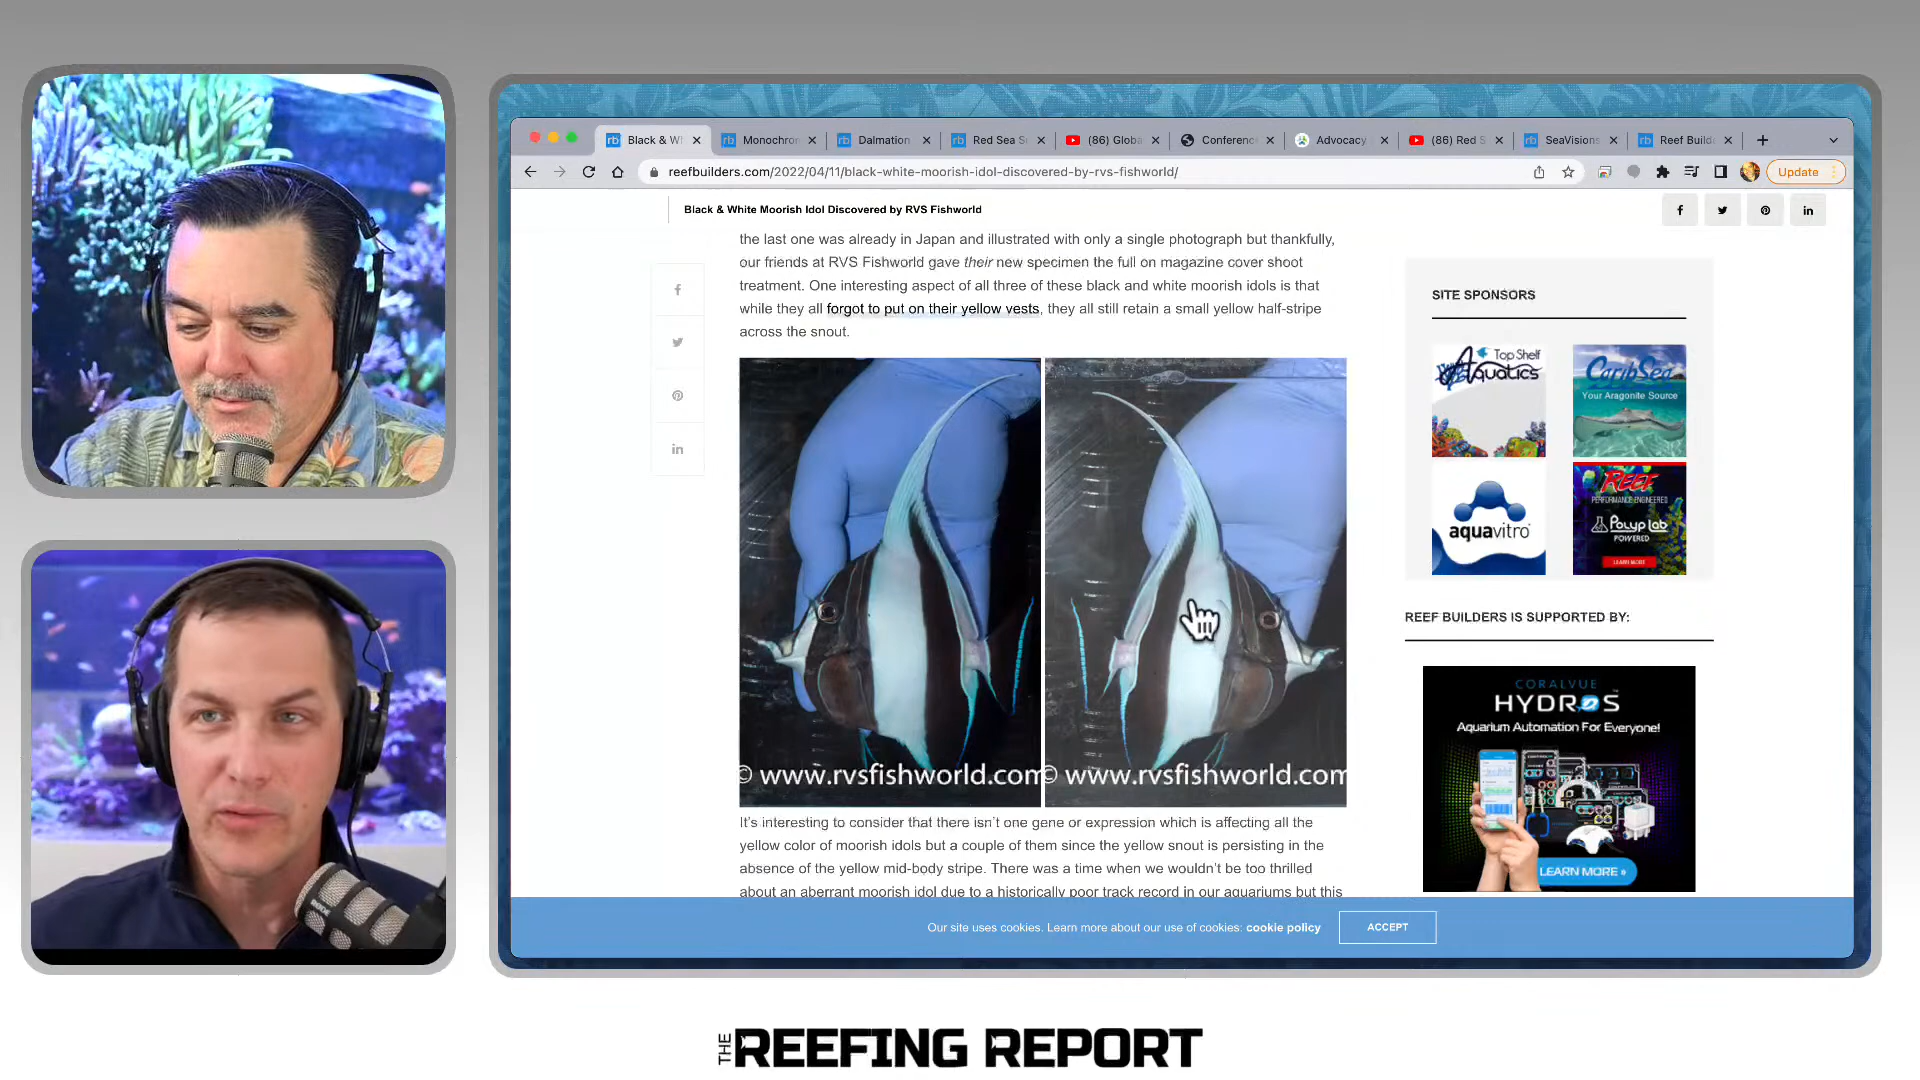 Black & W
Monochron
Dalmation
Red Sea S
(86) Globa
Conferenc
Advocacy
(86) Red S
SeaVisions
Reef Builde
reefbuilders.com/2022/04/11/black-white-moorish-idol-discovered-by-rvs-fishworld/
Update
Black & White Moorish Idol Discovered by RVS Fishworld
the last one was already in Japan and illustrated with only a single photograph but thankfully,
our friends at RVS Fishworld gave their new specimen the full on magazine cover shoot
treatment. One interesting aspect of all three of these black and white moorish idols is that
while they all forgot to put on their yellow vests, they all still retain a small yellow half-stripe
across the snout.
© www.rvsfishworld.com
© www.rvsfishworld.com
It's interesting to consider that there isn't one gene or expression which is affecting all the
yellow color of moorish idols but a couple of them since the yellow snout is persisting in the
absence of the yellow mid-body stripe. There was a time when we wouldn't be too thrilled
about an aberrant moorish idol due to a historically poor track record in our aquariums but this
SITE SPONSORS
Top Shelf
Aquatics
CaribSea
Your Aragonite Source
aquavitro
REEF
PERFORMANCE ENGINEERED
Polyp Lab
POWERED
LEARN MORE
REEF BUILDERS IS SUPPORTED BY:
CORALVUE
HYDROS
Aquarium Automation For Everyone!
LEARN MORE »
Our site uses cookies. Learn more about our use of cookies: cookie policy
ACCEPT
RODE
THE REEFING REPORT